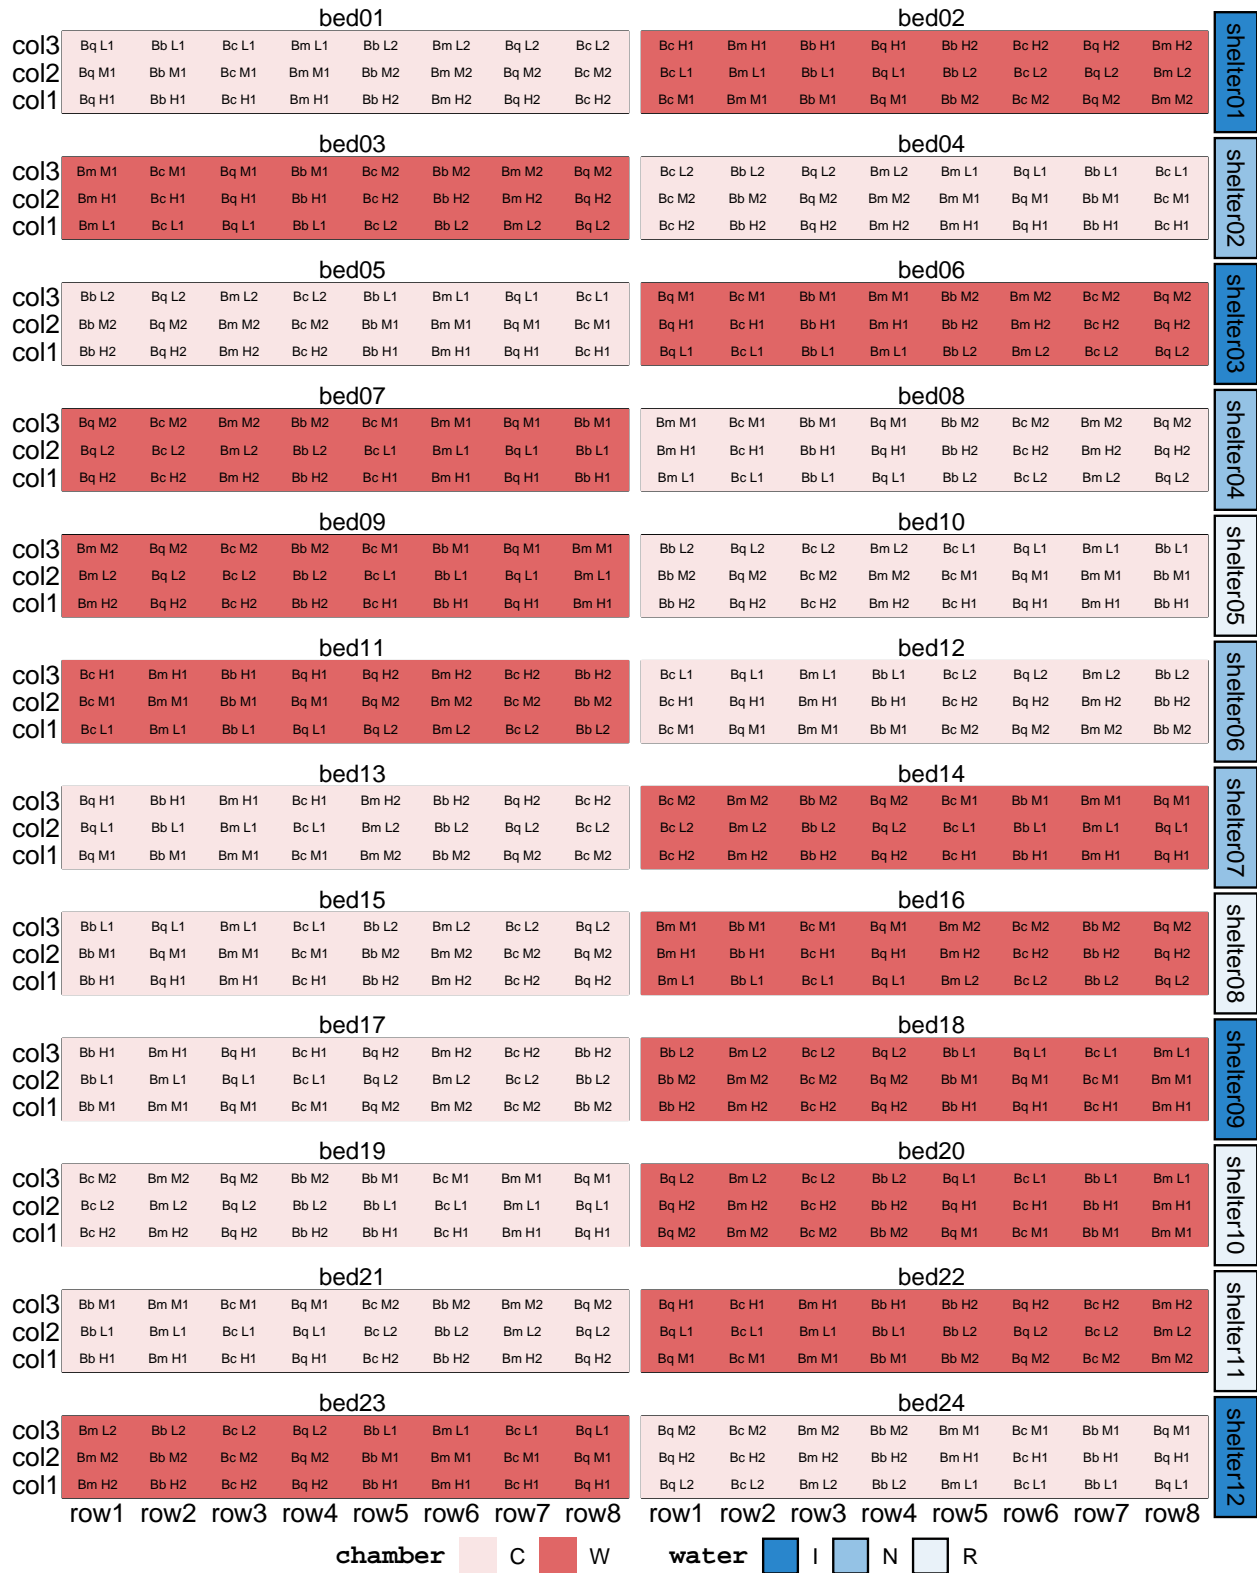 bed01 bed02
col3 Bq L1 Bb L1 Bc L1 Bm L1 Bb L2 Bm L2 Bq L2 Bc L2 Bc H1 Bm H1 Bb H1 Bq H1 Bb H2 Bc H2 Bq H2 Bm H2
col2 Bq M1 Bb M1 Bc M1 Bm M1 Bb M2 Bm M2 Bq M2 Bc M2 Bc L1 Bm L1 Bb L1 Bq L1 Bb L2 Bc L2 Bq L2 Bm L2
col1 Bq H1 Bb H1 Bc H1 Bm H1 Bb H2 Bm H2 Bq H2 Bc H2 Bc M1 Bm M1 Bb M1 Bq M1 Bb M2 Bc M2 Bq M2 Bm M2
shelter01
bed03 bed04
col3 Bm M1 Bc M1 Bq M1 Bb M1 Bc M2 Bb M2 Bm M2 Bq M2 Bc L2 Bb L2 Bq L2 Bm L2 Bm L1 Bq L1 Bb L1 Bc L1
col2 Bm H1 Bc H1 Bq H1 Bb H1 Bc H2 Bb H2 Bm H2 Bq H2 Bc M2 Bb M2 Bq M2 Bm M2 Bm M1 Bq M1 Bb M1 Bc M1
col1 Bm L1 Bc L1 Bq L1 Bb L1 Bc L2 Bb L2 Bm L2 Bq L2 Bc H2 Bb H2 Bq H2 Bm H2 Bm H1 Bq H1 Bb H1 Bc H1
shelter02
bed05 bed06
col3 Bb L2 Bq L2 Bm L2 Bc L2 Bb L1 Bm L1 Bq L1 Bc L1 Bq M1 Bc M1 Bb M1 Bm M1 Bb M2 Bm M2 Bc M2 Bq M2
col2 Bb M2 Bq M2 Bm M2 Bc M2 Bb M1 Bm M1 Bq M1 Bc M1 Bq H1 Bc H1 Bb H1 Bm H1 Bb H2 Bm H2 Bc H2 Bq H2
col1 Bb H2 Bq H2 Bm H2 Bc H2 Bb H1 Bm H1 Bq H1 Bc H1 Bq L1 Bc L1 Bb L1 Bm L1 Bb L2 Bm L2 Bc L2 Bq L2
shelter03
bed07 bed08
col3 Bq M2 Bc M2 Bm M2 Bb M2 Bc M1 Bm M1 Bq M1 Bb M1 Bm M1 Bc M1 Bb M1 Bq M1 Bb M2 Bc M2 Bm M2 Bq M2
col2 Bq L2 Bc L2 Bm L2 Bb L2 Bc L1 Bm L1 Bq L1 Bb L1 Bm H1 Bc H1 Bb H1 Bq H1 Bb H2 Bc H2 Bm H2 Bq H2
col1 Bq H2 Bc H2 Bm H2 Bb H2 Bc H1 Bm H1 Bq H1 Bb H1 Bm L1 Bc L1 Bb L1 Bq L1 Bb L2 Bc L2 Bm L2 Bq L2
shelter04
bed09 bed10
col3 Bm M2 Bq M2 Bc M2 Bb M2 Bc M1 Bb M1 Bq M1 Bm M1 Bb L2 Bq L2 Bc L2 Bm L2 Bc L1 Bq L1 Bm L1 Bb L1
col2 Bm L2 Bq L2 Bc L2 Bb L2 Bc L1 Bb L1 Bq L1 Bm L1 Bb M2 Bq M2 Bc M2 Bm M2 Bc M1 Bq M1 Bm M1 Bb M1
col1 Bm H2 Bq H2 Bc H2 Bb H2 Bc H1 Bb H1 Bq H1 Bm H1 Bb H2 Bq H2 Bc H2 Bm H2 Bc H1 Bq H1 Bm H1 Bb H1
shelter05
bed11 bed12
col3 Bc H1 Bm H1 Bb H1 Bq H1 Bq H2 Bm H2 Bc H2 Bb H2 Bc L1 Bq L1 Bm L1 Bb L1 Bc L2 Bq L2 Bm L2 Bb L2
col2 Bc M1 Bm M1 Bb M1 Bq M1 Bq M2 Bm M2 Bc M2 Bb M2 Bc H1 Bq H1 Bm H1 Bb H1 Bc H2 Bq H2 Bm H2 Bb H2
col1 Bc L1 Bm L1 Bb L1 Bq L1 Bq L2 Bm L2 Bc L2 Bb L2 Bc M1 Bq M1 Bm M1 Bb M1 Bc M2 Bq M2 Bm M2 Bb M2
shelter06
bed13 bed14
col3 Bq H1 Bb H1 Bm H1 Bc H1 Bm H2 Bb H2 Bq H2 Bc H2 Bc M2 Bm M2 Bb M2 Bq M2 Bc M1 Bb M1 Bm M1 Bq M1
col2 Bq L1 Bb L1 Bm L1 Bc L1 Bm L2 Bb L2 Bq L2 Bc L2 Bc L2 Bm L2 Bb L2 Bq L2 Bc L1 Bb L1 Bm L1 Bq L1
col1 Bq M1 Bb M1 Bm M1 Bc M1 Bm M2 Bb M2 Bq M2 Bc M2 Bc H2 Bm H2 Bb H2 Bq H2 Bc H1 Bb H1 Bm H1 Bq H1
shelter07
bed15 bed16
col3 Bb L1 Bq L1 Bm L1 Bc L1 Bb L2 Bm L2 Bc L2 Bq L2 Bm M1 Bb M1 Bc M1 Bq M1 Bm M2 Bc M2 Bb M2 Bq M2
col2 Bb M1 Bq M1 Bm M1 Bc M1 Bb M2 Bm M2 Bc M2 Bq M2 Bm H1 Bb H1 Bc H1 Bq H1 Bm H2 Bc H2 Bb H2 Bq H2
col1 Bb H1 Bq H1 Bm H1 Bc H1 Bb H2 Bm H2 Bc H2 Bq H2 Bm L1 Bb L1 Bc L1 Bq L1 Bm L2 Bc L2 Bb L2 Bq L2
shelter08
bed17 bed18
col3 Bb H1 Bm H1 Bq H1 Bc H1 Bq H2 Bm H2 Bc H2 Bb H2 Bb L2 Bm L2 Bc L2 Bq L2 Bb L1 Bq L1 Bc L1 Bm L1
col2 Bb L1 Bm L1 Bq L1 Bc L1 Bq L2 Bm L2 Bc L2 Bb L2 Bb M2 Bm M2 Bc M2 Bq M2 Bb M1 Bq M1 Bc M1 Bm M1
col1 Bb M1 Bm M1 Bq M1 Bc M1 Bq M2 Bm M2 Bc M2 Bb M2 Bb H2 Bm H2 Bc H2 Bq H2 Bb H1 Bq H1 Bc H1 Bm H1
shelter09
bed19 bed20
col3 Bc M2 Bm M2 Bq M2 Bb M2 Bb M1 Bc M1 Bm M1 Bq M1 Bq L2 Bm L2 Bc L2 Bb L2 Bq L1 Bc L1 Bb L1 Bm L1
col2 Bc L2 Bm L2 Bq L2 Bb L2 Bb L1 Bc L1 Bm L1 Bq L1 Bq H2 Bm H2 Bc H2 Bb H2 Bq H1 Bc H1 Bb H1 Bm H1
col1 Bc H2 Bm H2 Bq H2 Bb H2 Bb H1 Bc H1 Bm H1 Bq H1 Bq M2 Bm M2 Bc M2 Bb M2 Bq M1 Bc M1 Bb M1 Bm M1
shelter10
bed21 bed22
col3 Bb M1 Bm M1 Bc M1 Bq M1 Bc M2 Bb M2 Bm M2 Bq M2 Bq H1 Bc H1 Bm H1 Bb H1 Bb H2 Bq H2 Bc H2 Bm H2
col2 Bb L1 Bm L1 Bc L1 Bq L1 Bc L2 Bb L2 Bm L2 Bq L2 Bq L1 Bc L1 Bm L1 Bb L1 Bb L2 Bq L2 Bc L2 Bm L2
col1 Bb H1 Bm H1 Bc H1 Bq H1 Bc H2 Bb H2 Bm H2 Bq H2 Bq M1 Bc M1 Bm M1 Bb M1 Bb M2 Bq M2 Bc M2 Bm M2
shelter11
bed23 bed24
col3 Bm L2 Bb L2 Bc L2 Bq L2 Bb L1 Bm L1 Bc L1 Bq L1 Bq M2 Bc M2 Bm M2 Bb M2 Bm M1 Bc M1 Bb M1 Bq M1
col2 Bm M2 Bb M2 Bc M2 Bq M2 Bb M1 Bm M1 Bc M1 Bq M1 Bq H2 Bc H2 Bm H2 Bb H2 Bm H1 Bc H1 Bb H1 Bq H1
col1 Bm H2 Bb H2 Bc H2 Bq H2 Bb H1 Bm H1 Bc H1 Bq H1 Bq L2 Bc L2 Bm L2 Bb L2 Bm L1 Bc L1 Bb L1 Bq L1
shelter12
row1 row2 row3 row4 row5 row6 row7 row8 row1 row2 row3 row4 row5 row6 row7 row8
chamber C W water I N R